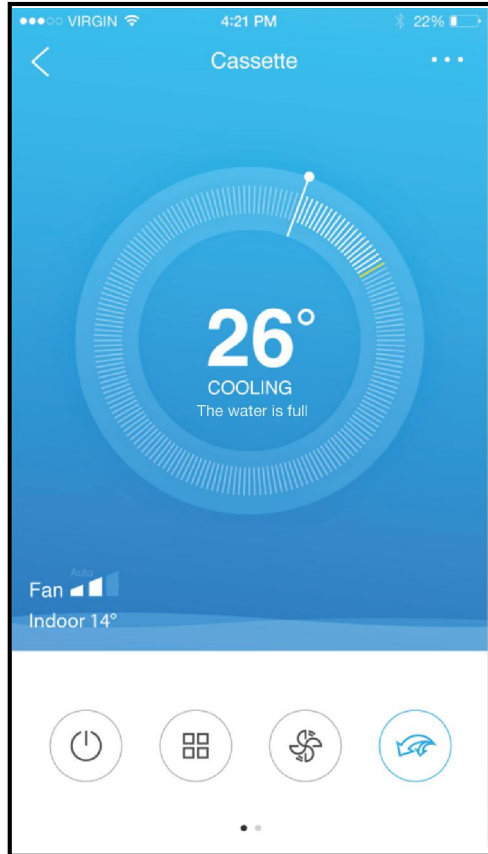 VIRGIN 4:21 PM 22%
Cassette
26°
COOLING
The water is full
Auto
Fan
Indoor 14°